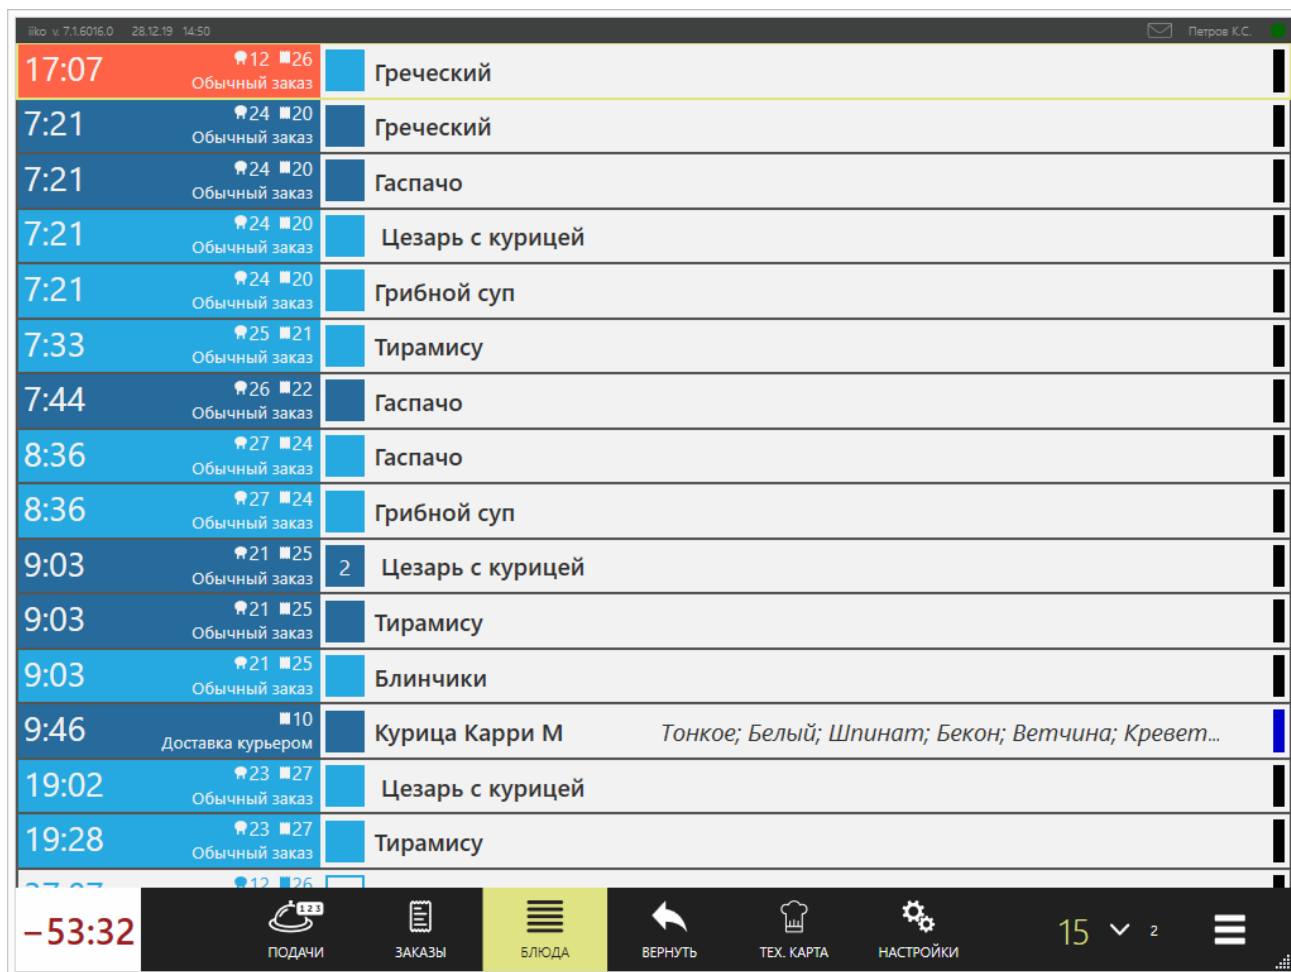 iiko v. 7.1.6016.0 28.12.19 14:50 Петров К.С.
17:07 12 26
Обычный заказ Греческий
7:21 24 20
Обычный заказ Греческий
7:21 24 20
Обычный заказ Гаспачо
7:21 24 20
Обычный заказ Цезарь с курицей
7:21 24 20
Обычный заказ Грибной суп
7:33 25 21
Обычный заказ Тирамису
7:44 26 22
Обычный заказ Гаспачо
8:36 27 24
Обычный заказ Гаспачо
8:36 27 24
Обычный заказ Грибной суп
9:03 21 25
Обычный заказ 2 Цезарь с курицей
9:03 21 25
Обычный заказ Тирамису
9:03 21 25
Обычный заказ Блинчики
9:46 10
Доставка курьером Курица Карри М Тонкое; Белый; Шпинат; Бекон; Ветчина; Кревет...
19:02 23 27
Обычный заказ Цезарь с курицей
19:28 23 27
Обычный заказ Тирамису
12 26
–53:32 123 ПОДАЧИ ЗАКАЗЫ БЛЮДА ВЕРНУТЬ ТЕХ. КАРТА НАСТРОЙКИ 15 2